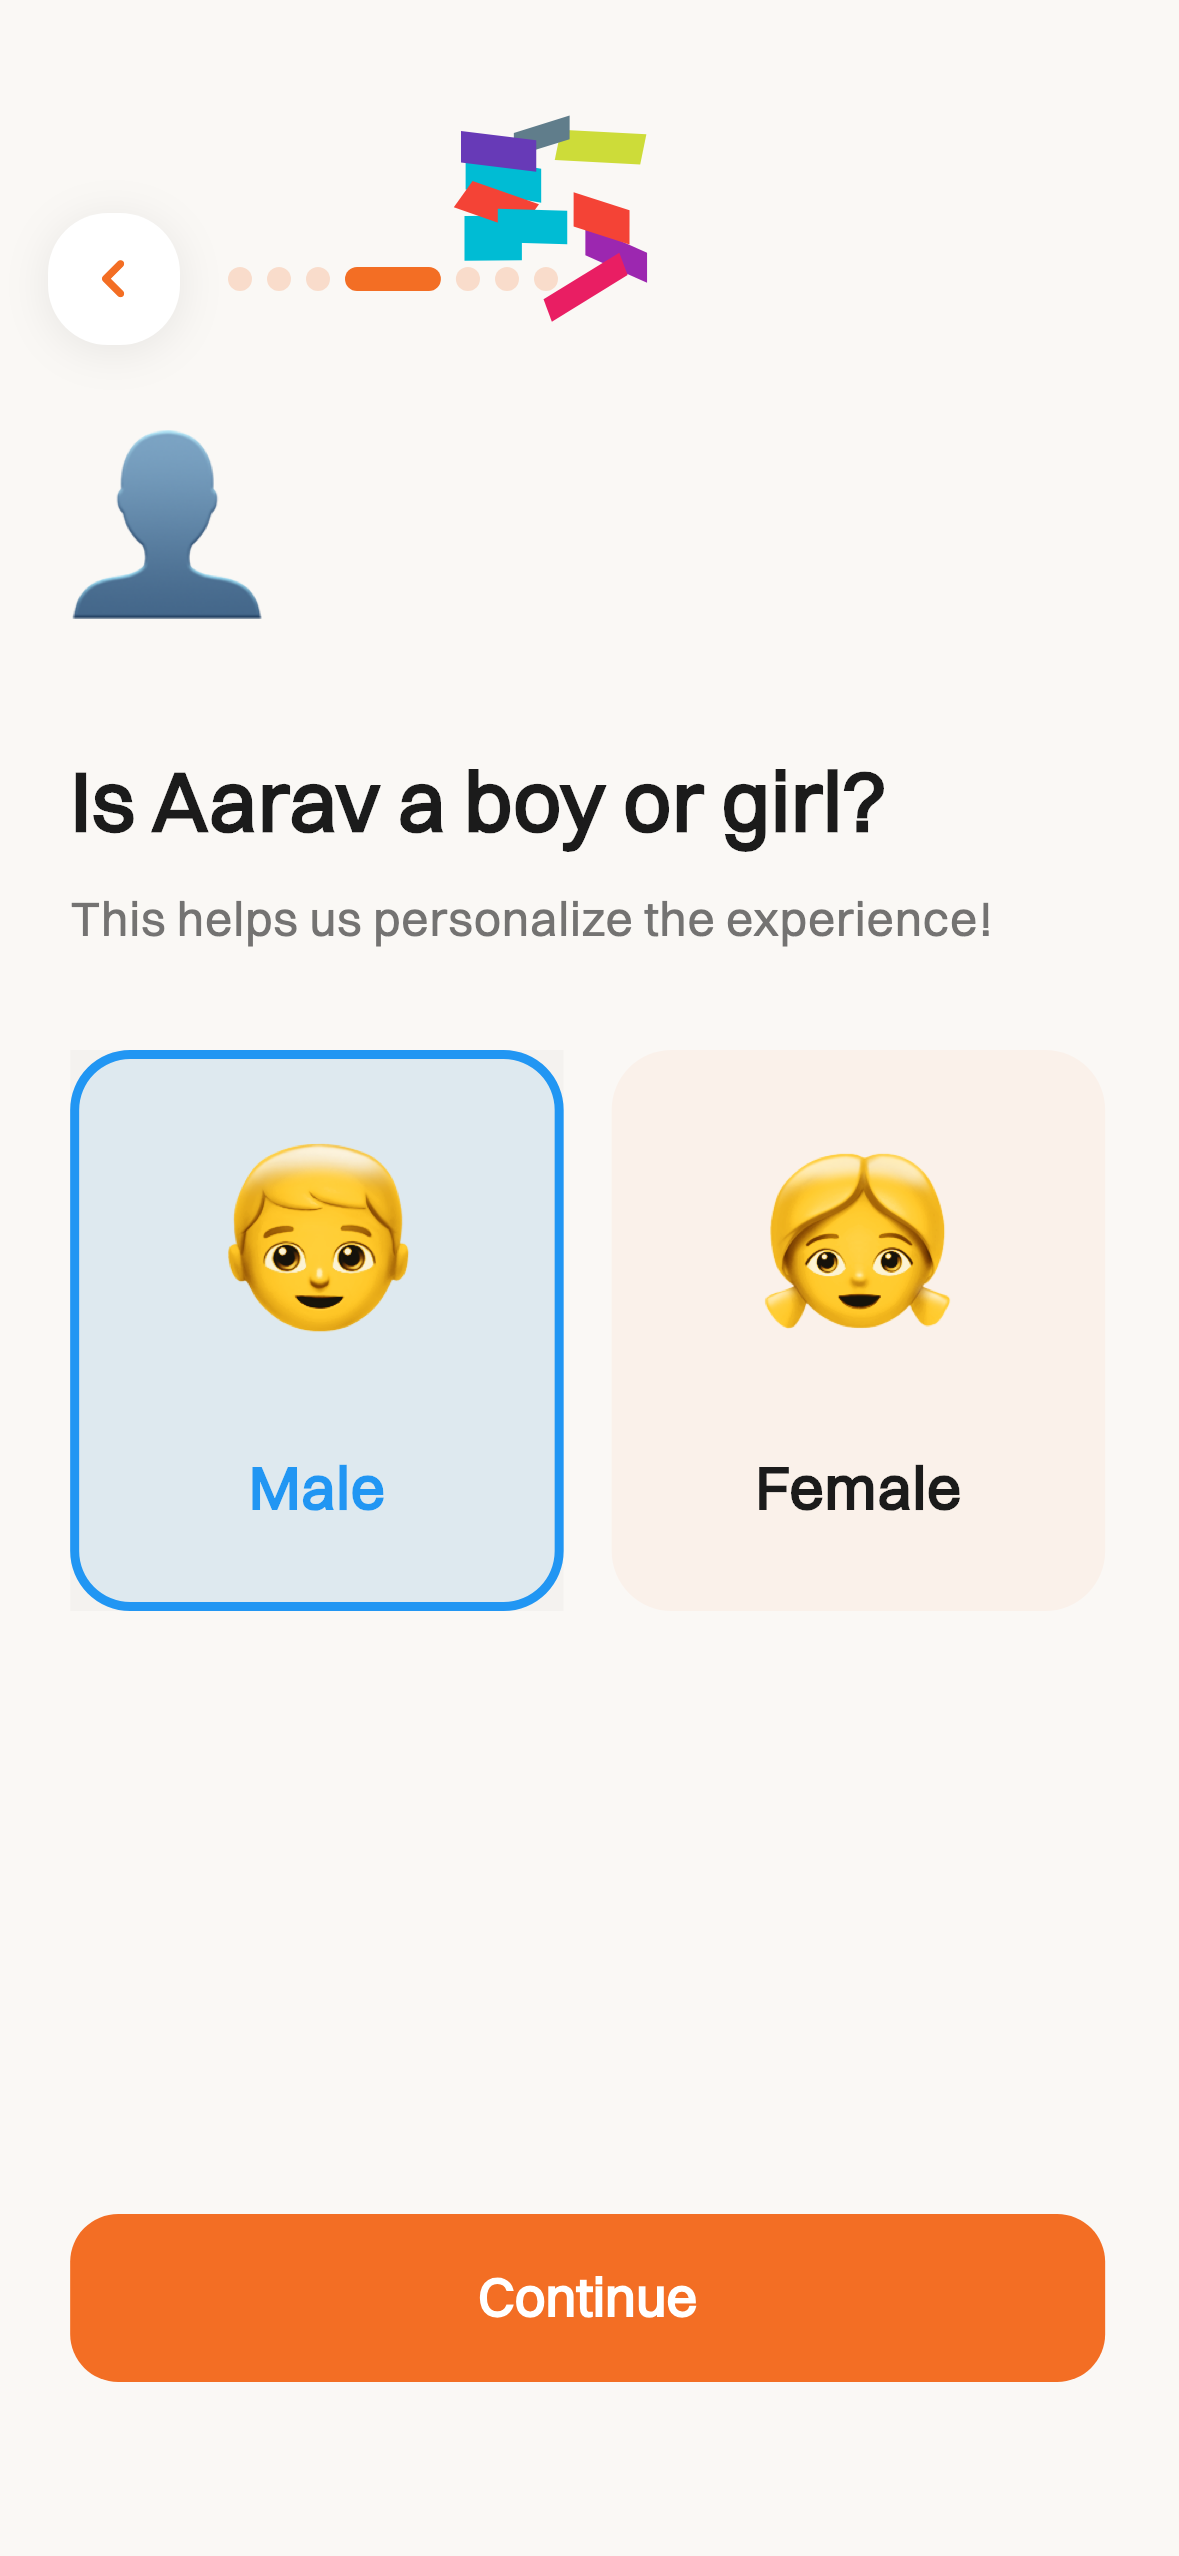 Is Aarav a boy or girl?
This helps us personalize the experience!
Male
Female
Continue